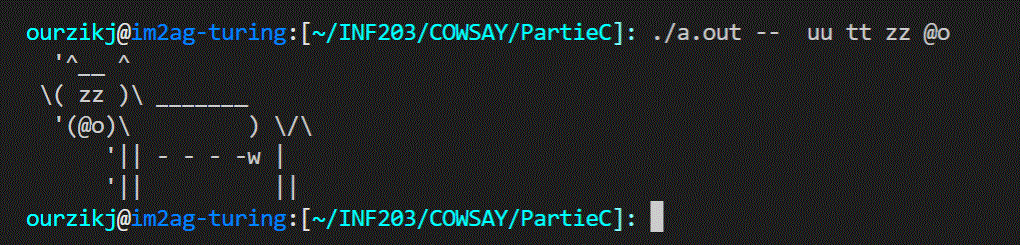 ourzikj@im2ag-turing:[~/INF203/COWSAY/PartieC]: ./a.out --  uu tt zz @o
  '^__ ^
 \( zz )\ _______
  '(@o)\         ) \/\
      '|| - - - -w |
      '||          ||
ourzikj@im2ag-turing:[~/INF203/COWSAY/PartieC]: